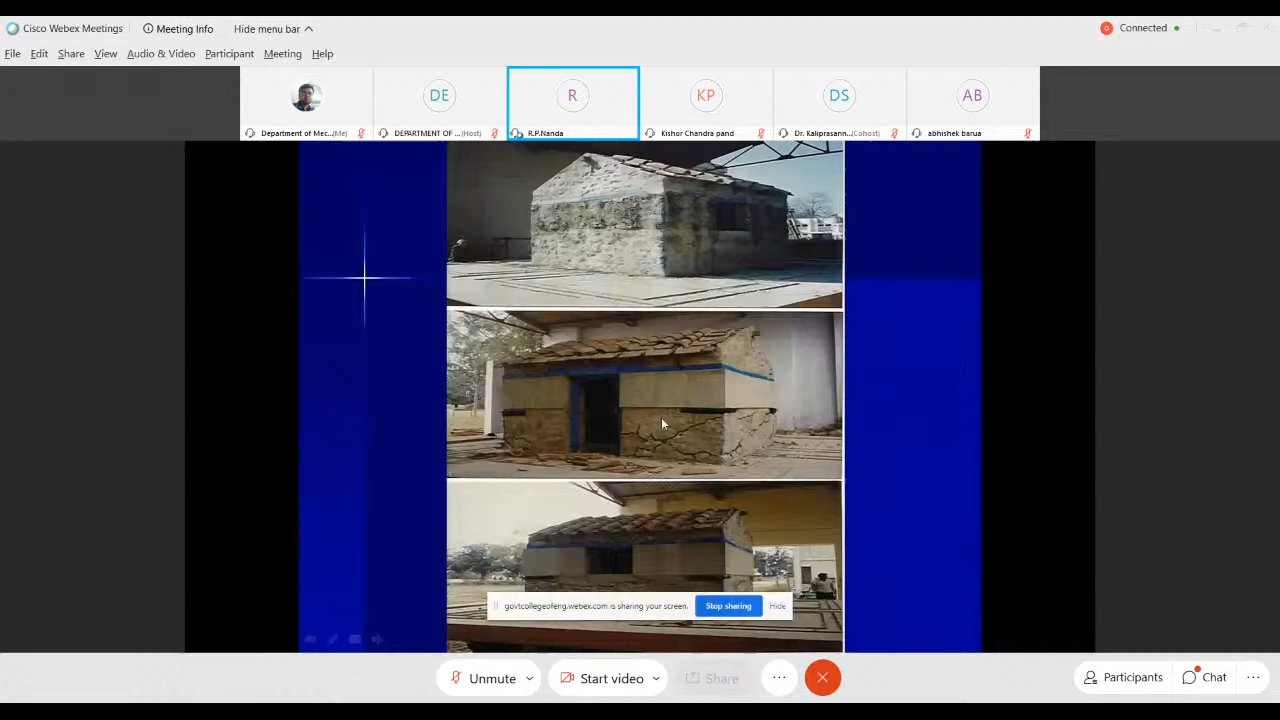 Cisco Webex Meetings
Meeting Info
Hide menu bar
Connected
File Edit Share View Audio & Video Participant Meeting Help
DE
R
KP
DS
AB
Department of Mec...(Me)
DEPARTMENT OF ...(Host)
R.P.Nanda
Kishor Chandra pand
Dr. Kaliprasann...(Cohost)
abhishek barua
govtcollegeofeng.webex.com is sharing your screen.
Stop sharing
Hide
Unmute
Start video
Share
Participants
Chat